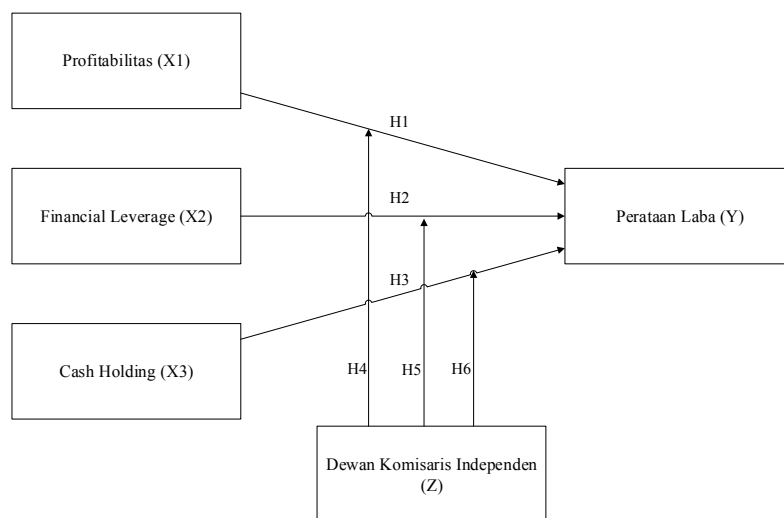 Profitabilitas (X1)
H1
Financial Leverage (X2)
H2
Perataan Laba (Y)
H3
Cash Holding (X3)
H4
H5
H6
Dewan Komisaris Independen
(Z)